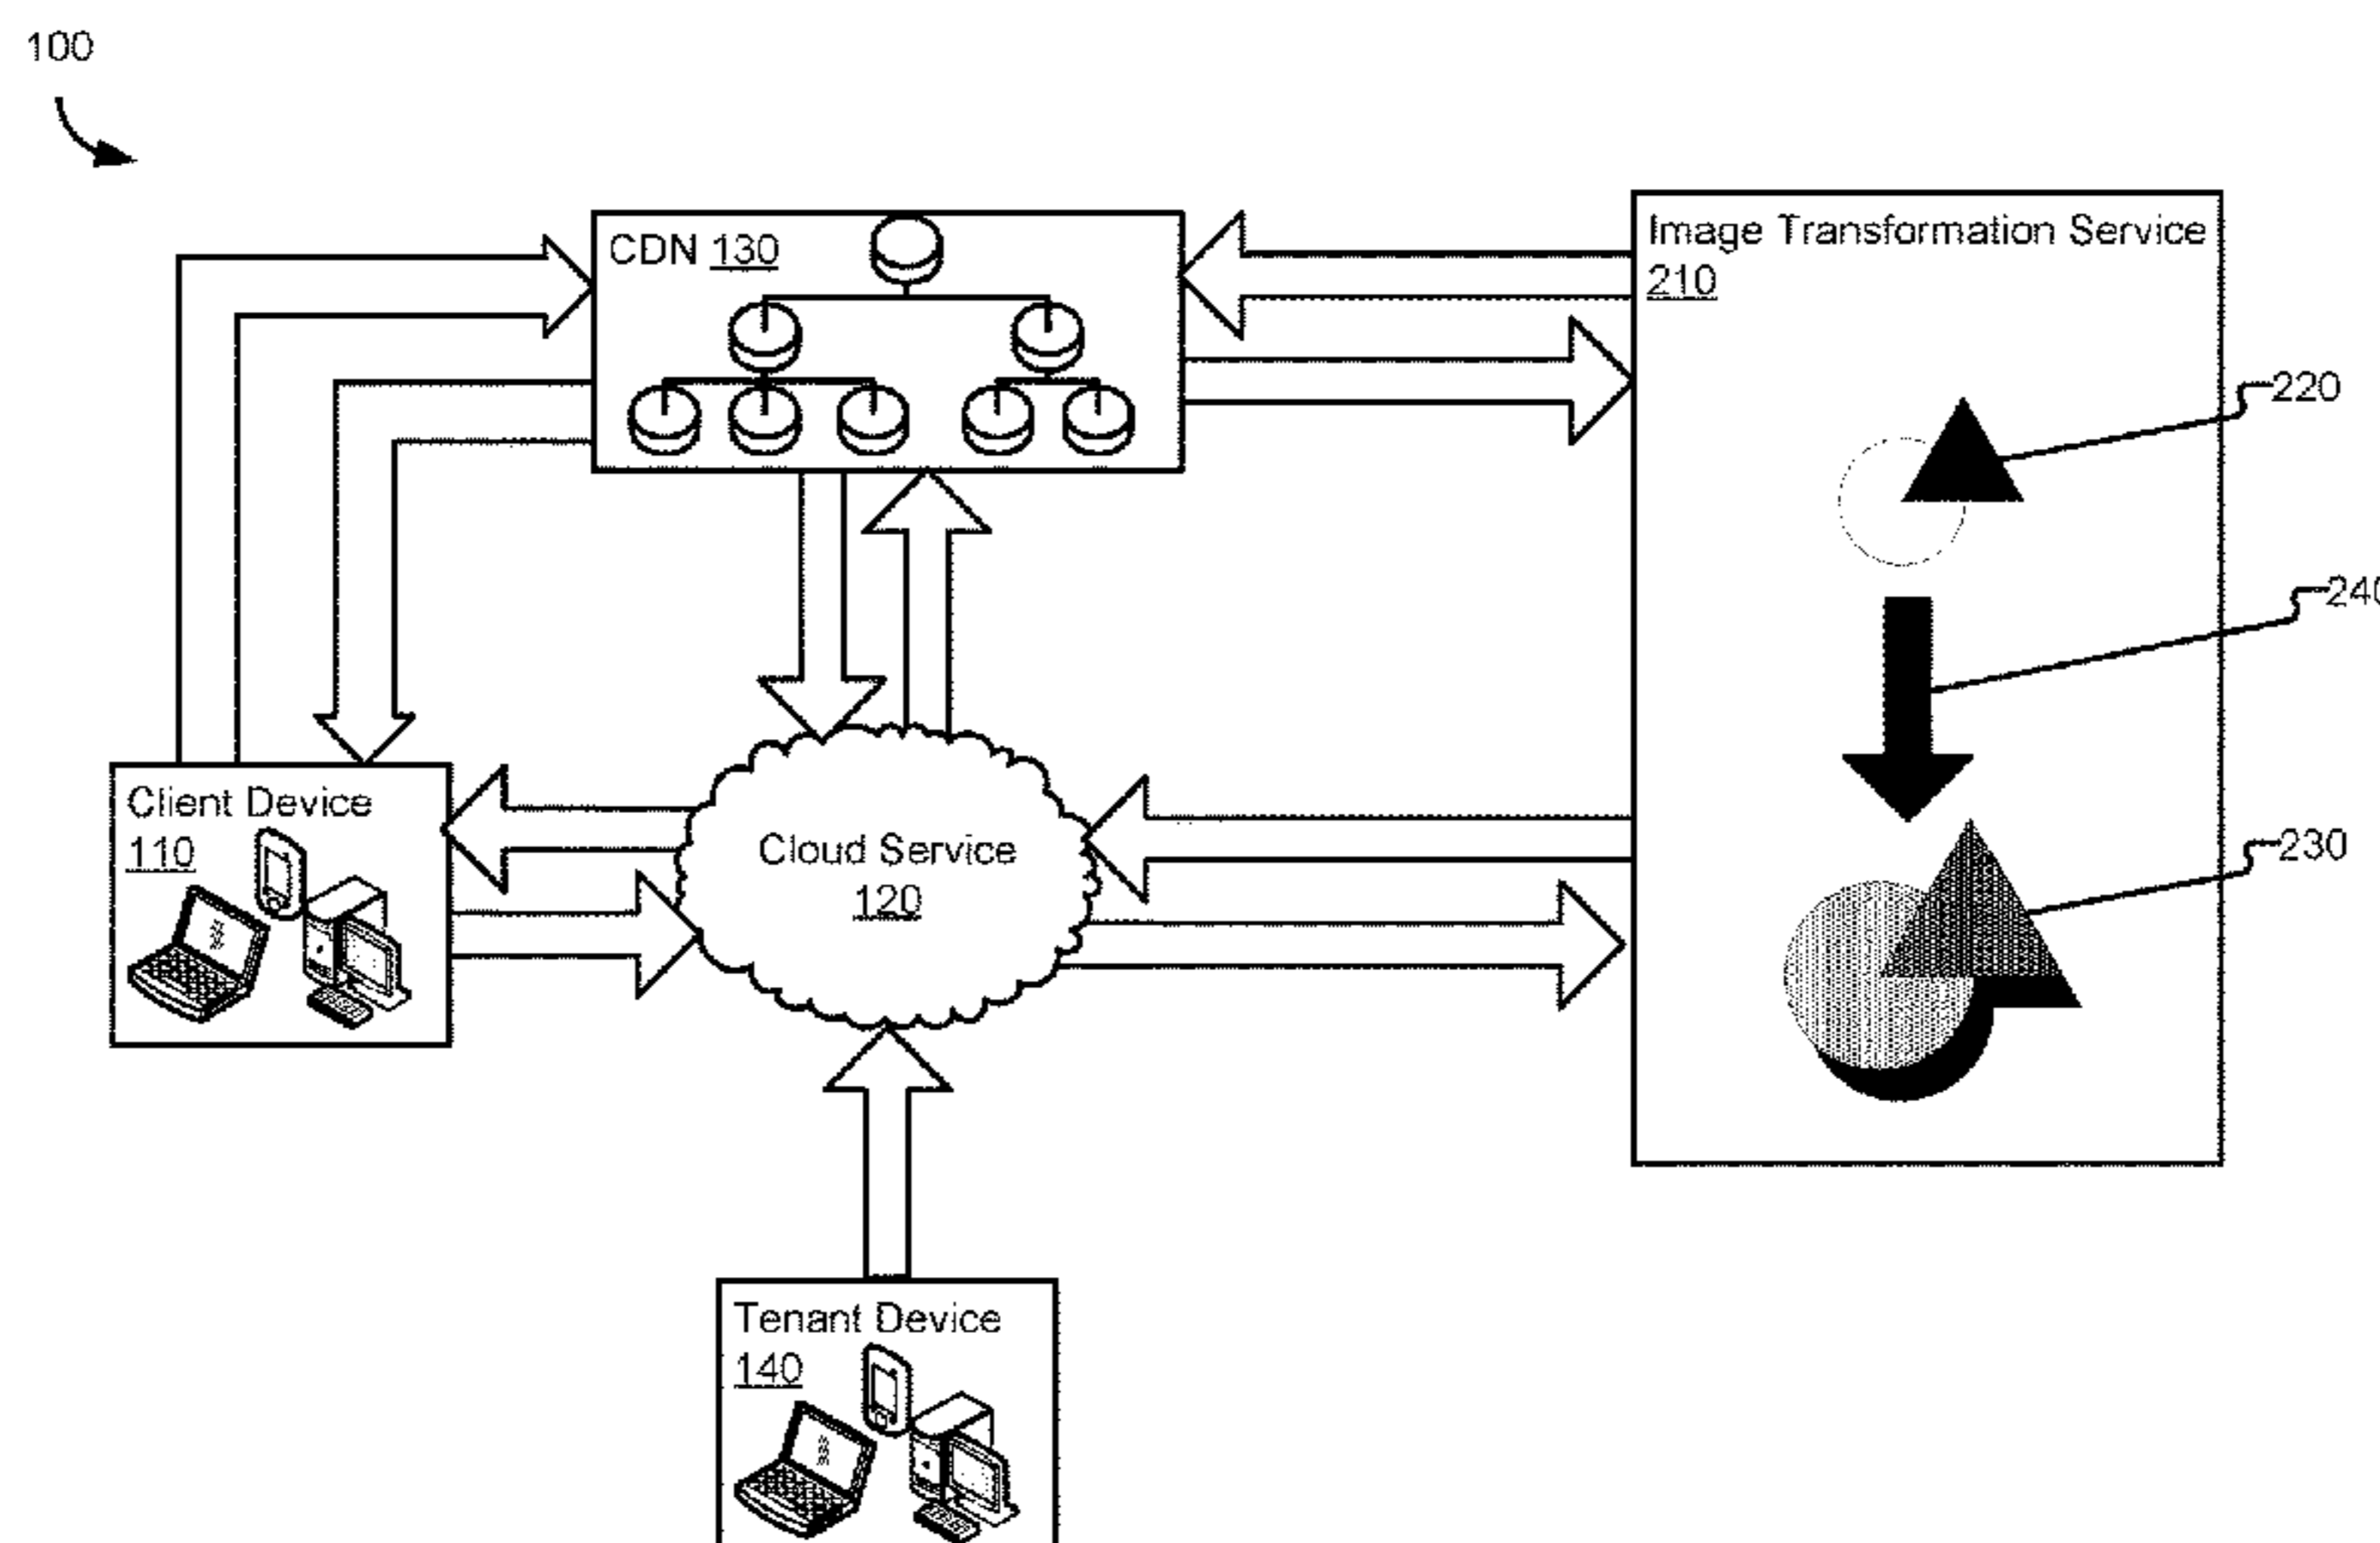 100
CDN 130
Image Transformation Service
210
220
240
Client Device
110
Cloud Service
120
230
Tenant Device
140